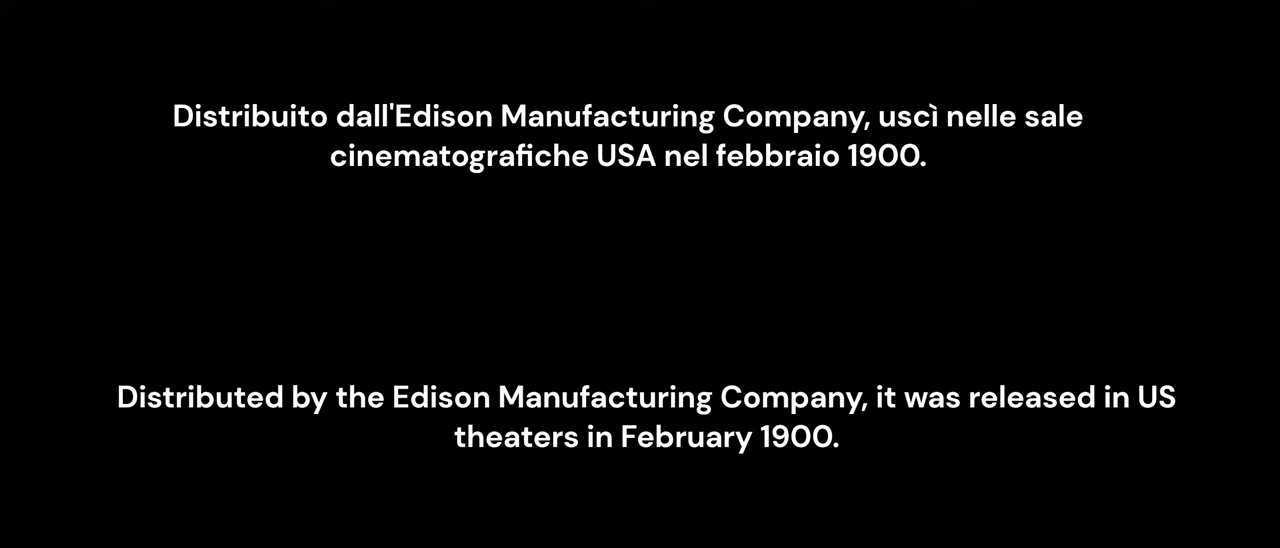 Distribuito dall'Edison Manufacturing Company, uscì nelle sale
cinematografiche USA nel febbraio 1900.
Distributed by the Edison Manufacturing Company, it was released in US
theaters in February 1900.